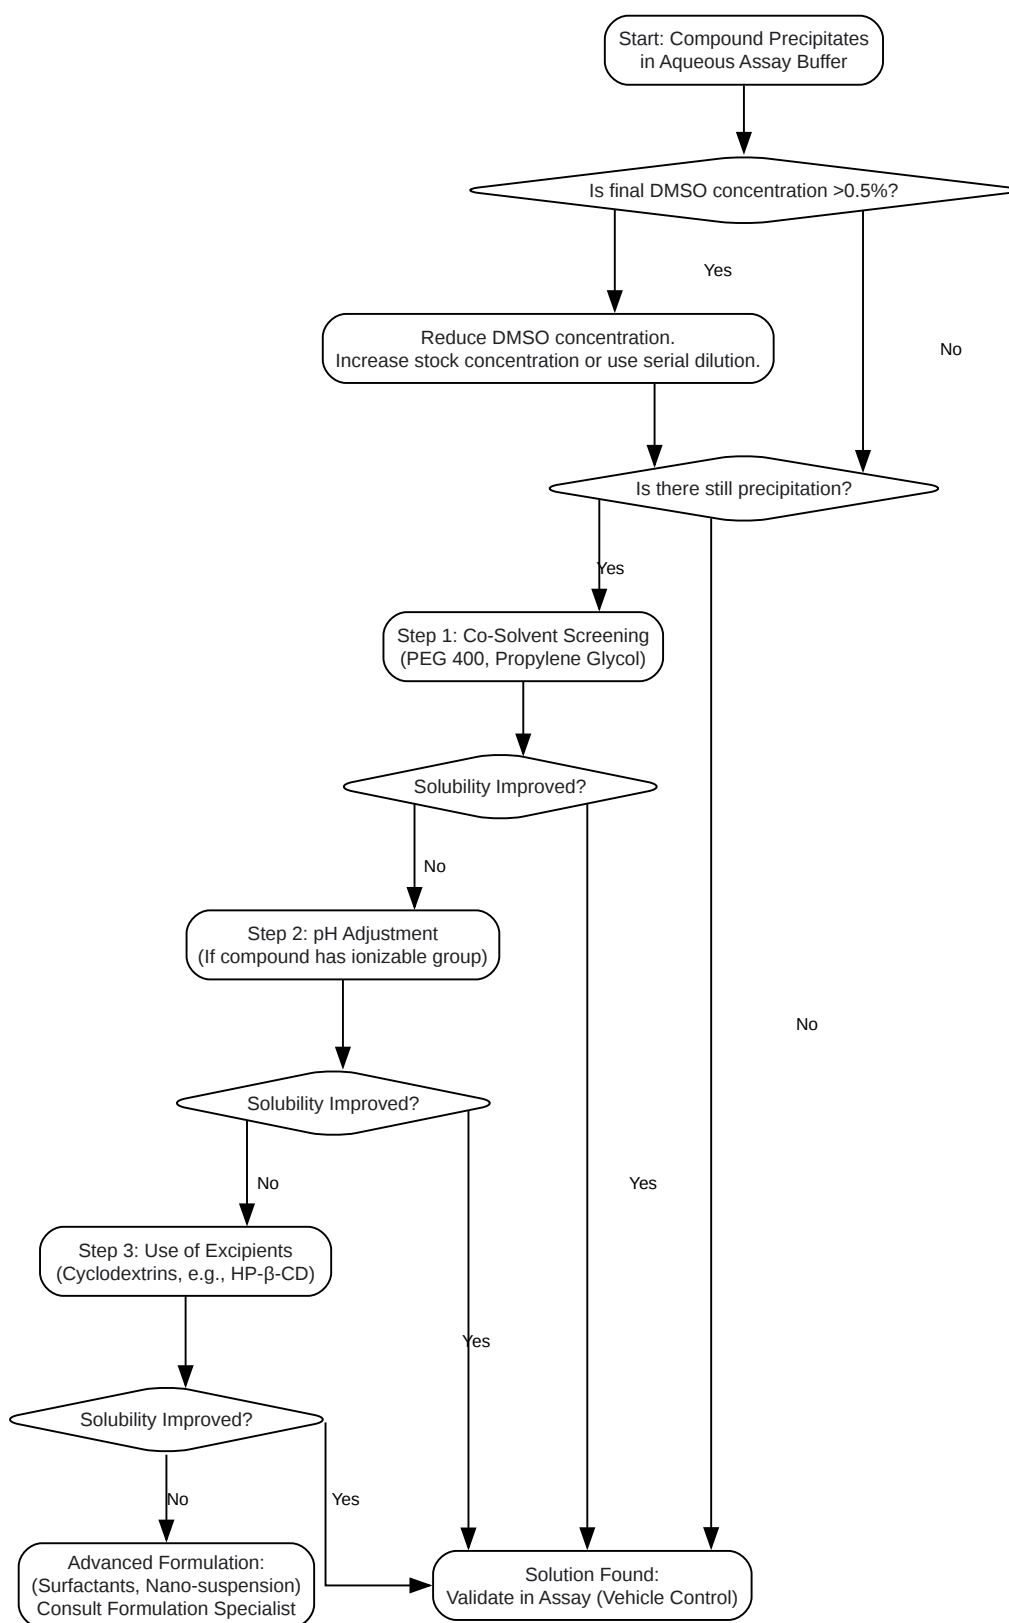 Start: Compound Precipitates
in Aqueous Assay Buffer
Is final DMSO concentration >0.5%?
Yes
Reduce DMSO concentration.
Increase stock concentration or use serial dilution.
No
Is there still precipitation?
Yes
Step 1: Co-Solvent Screening
(PEG 400, Propylene Glycol)
Solubility Improved?
No
Step 2: pH Adjustment
(If compound has ionizable group)
No
Solubility Improved?
No
Yes
Step 3: Use of Excipients
(Cyclodextrins, e.g., HP-β-CD)
Yes
Solubility Improved?
No
Yes
Advanced Formulation:
(Surfactants, Nano-suspension)
Consult Formulation Specialist
Solution Found:
Validate in Assay (Vehicle Control)